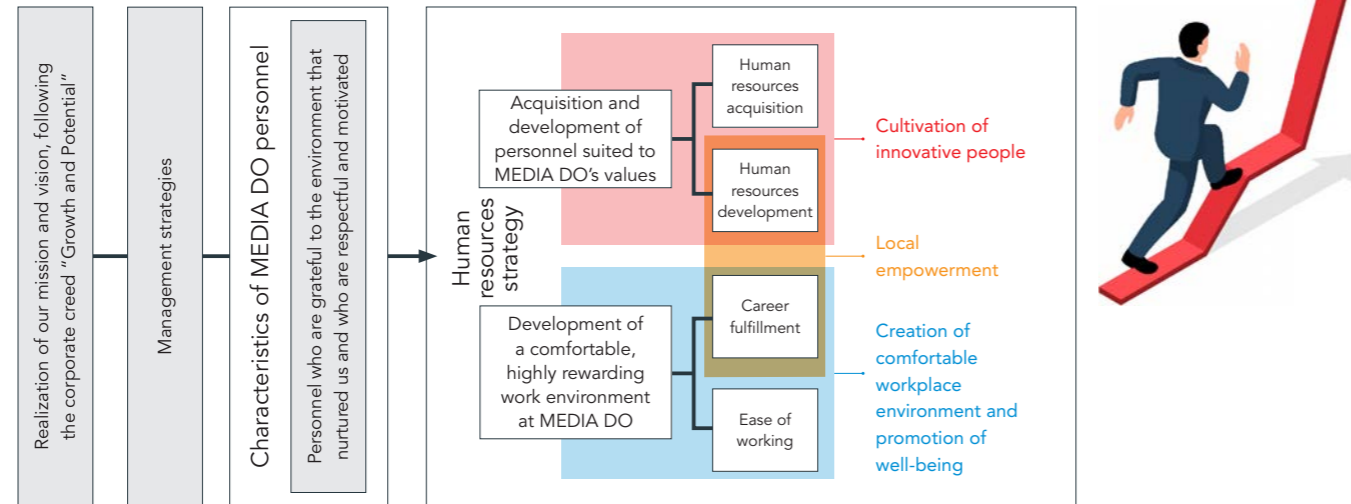 Realization of our mission and vision, following
the corporate creed “Growth and Potential”
Management strategies
Characteristics of MEDIA DO personnel
Personnel who are grateful to the environment that
nurtured us and who are respectful and motivated
Human
resources
strategy
Acquisition and
development of
personnel suited to
MEDIA DO’s values
Human
resources
acquisition
Human
resources
development
Cultivation of
innovative people
Local
empowerment
Development of
a comfortable,
highly rewarding
work environment
at MEDIA DO
Career
fulfillment
Ease of
working
Creation of
comfortable
workplace
environment and
promotion of
well-being